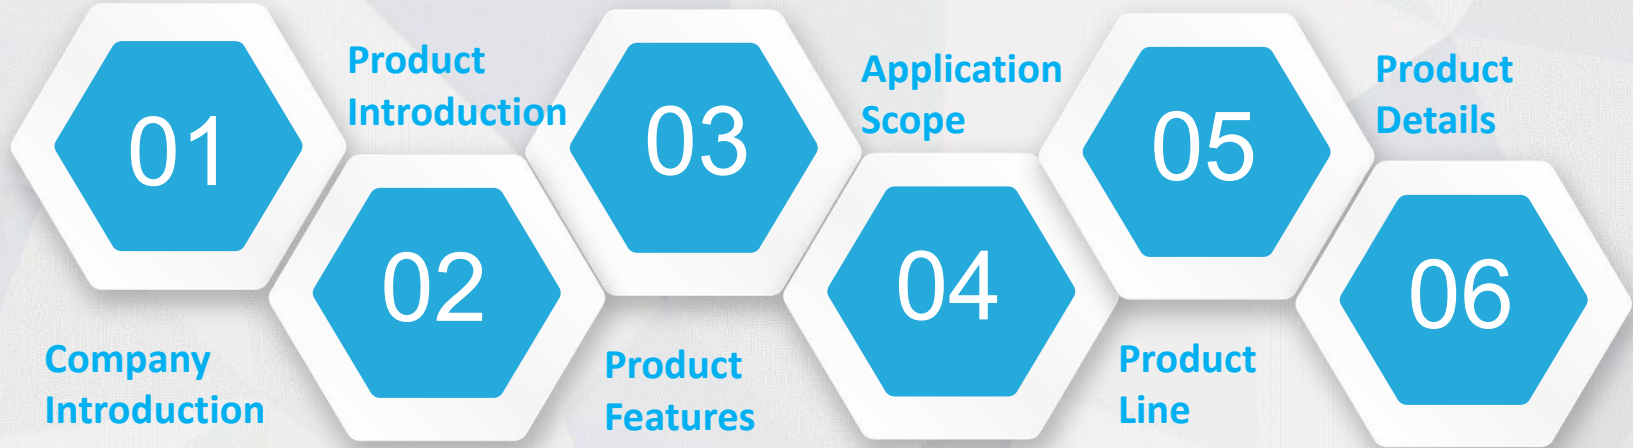 01
Company
Introduction
Product
Introduction
02
03
Product
Features
Application
Scope
04
05
Product
Line
Product
Details
06